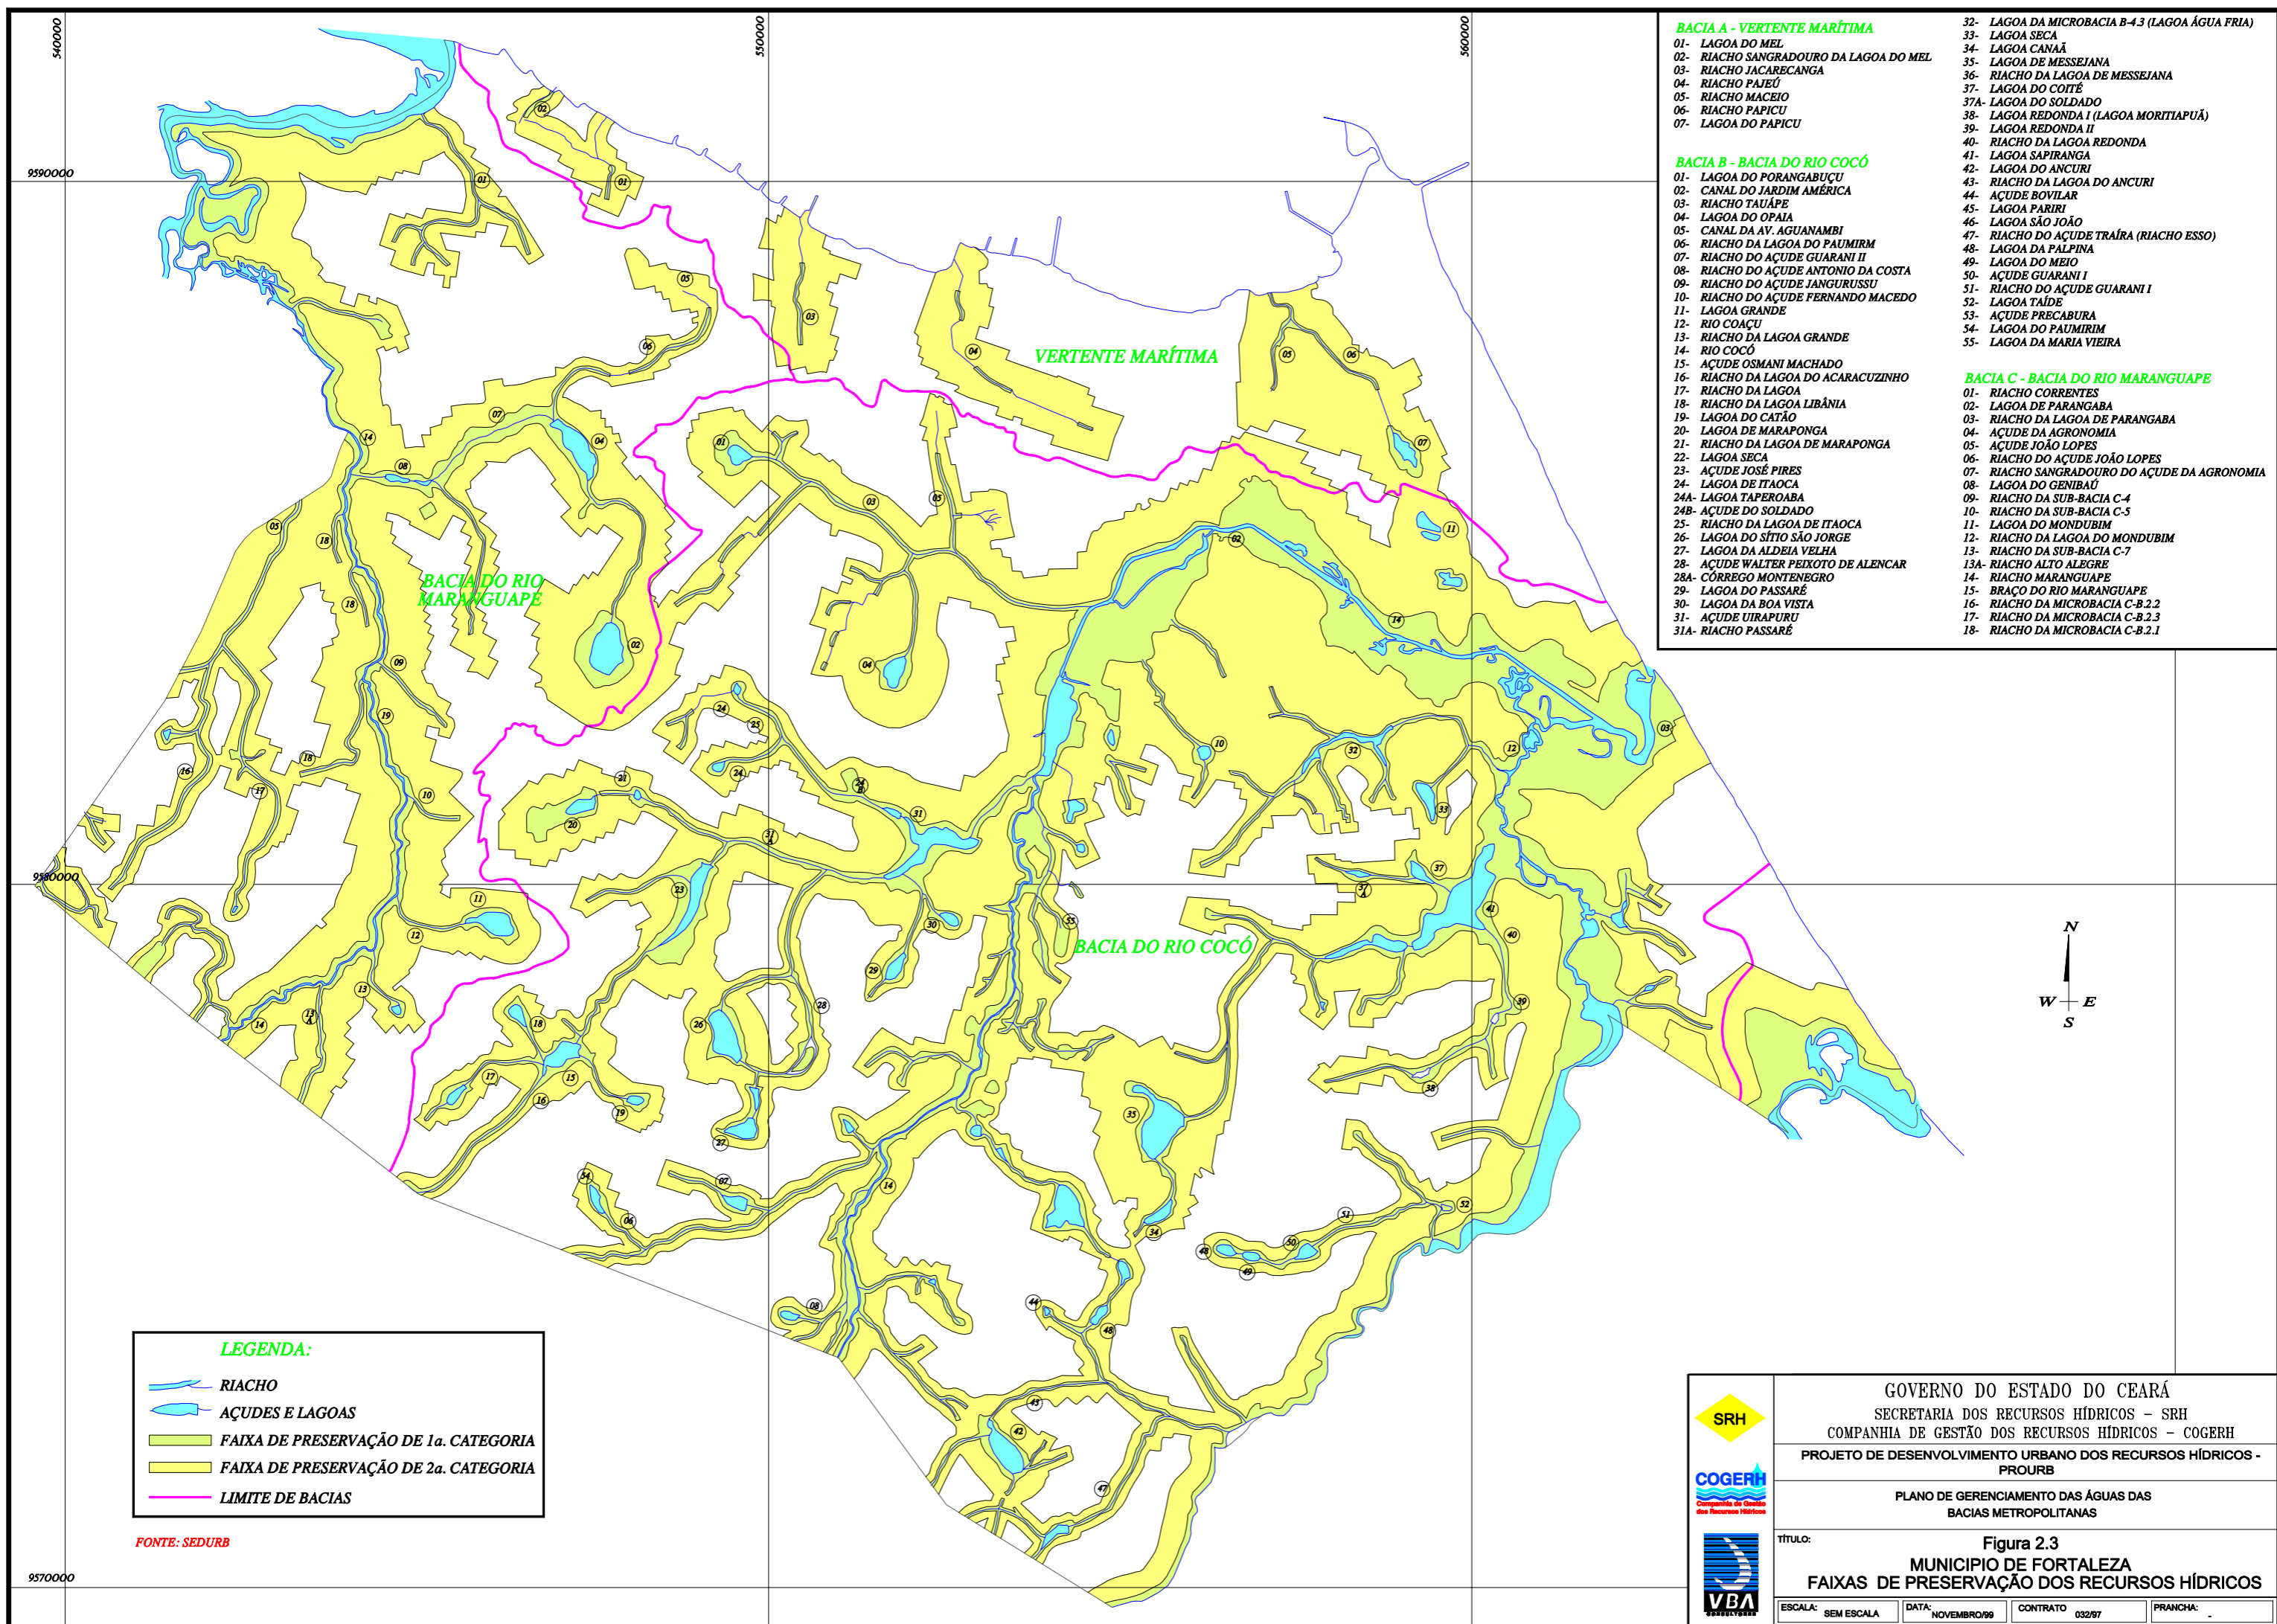 540000
550000
560000
9590000
9580000
9570000
BACIA A - VERTENTE MARÍTIMA
01- LAGOA DO MEL
02- RIACHO SANGRADOURO DA LAGOA DO MEL
03- RIACHO JACARECANGA
04- RIACHO PAJEÚ
05- RIACHO MACEIO
06- RIACHO PAPICU
07- LAGOA DO PAPICU
BACIA B - BACIA DO RIO COCÓ
01- LAGOA DO PORANGABUÇU
02- CANAL DO JARDIM AMÉRICA
03- RIACHO TAUÁPE
04- LAGOA DO OPAIA
05- CANAL DA AV. AGUANAMBI
06- RIACHO DA LAGOA DO PAUMIRM
07- RIACHO DO AÇUDE GUARANI II
08- RIACHO DO AÇUDE ANTONIO DA COSTA
09- RIACHO DO AÇUDE JANGURUSSU
10- RIACHO DO AÇUDE FERNANDO MACEDO
11- LAGOA GRANDE
12- RIO COAÇU
13- RIACHO DA LAGOA GRANDE
14- RIO COCÓ
15- AÇUDE OSMANI MACHADO
16- RIACHO DA LAGOA DO ACARACUZINHO
17- RIACHO DA LAGOA
18- RIACHO DA LAGOA LIBÂNIA
19- LAGOA DO CATÃO
20- LAGOA DE MARAPONGA
21- RIACHO DA LAGOA DE MARAPONGA
22- LAGOA SECA
23- AÇUDE JOSÉ PIRES
24- LAGOA DE ITAOCA
24A- LAGOA TAPEROABA
24B- AÇUDE DO SOLDADO
25- RIACHO DA LAGOA DE ITAOCA
26- LAGOA DO SÍTIO SÃO JORGE
27- LAGOA DA ALDEIA VELHA
28- AÇUDE WALTER PEIXOTO DE ALENCAR
28A- CÓRREGO MONTENEGRO
29- LAGOA DO PASSARÉ
30- LAGOA DA BOA VISTA
31- AÇUDE UIRAPURU
31A- RIACHO PASSARÉ
32- LAGOA DA MICROBACIA B-4.3 (LAGOA ÁGUA FRIA)
33- LAGOA SECA
34- LAGOA CANAÃ
35- LAGOA DE MESSEJANA
36- RIACHO DA LAGOA DE MESSEJANA
37- LAGOA DO COITÉ
37A- LAGOA DO SOLDADO
38- LAGOA REDONDA I (LAGOA MORITIAPUÃ)
39- LAGOA REDONDA II
40- RIACHO DA LAGOA REDONDA
41- LAGOA SAPIRANGA
42- LAGOA DO ANCURI
43- RIACHO DA LAGOA DO ANCURI
44- AÇUDE BOVILAR
45- LAGOA PARIRI
46- LAGOA SÃO JOÃO
47- RIACHO DO AÇUDE TRAÍRA (RIACHO ESSO)
48- LAGOA DA PALPINA
49- LAGOA DO MEIO
50- AÇUDE GUARANI I
51- RIACHO DO AÇUDE GUARANI I
52- LAGOA TAÍDE
53- AÇUDE PRECABURA
54- LAGOA DO PAUMIRIM
55- LAGOA DA MARIA VIEIRA
BACIA C - BACIA DO RIO MARANGUAPE
01- RIACHO CORRENTES
02- LAGOA DE PARANGABA
03- RIACHO DA LAGOA DE PARANGABA
04- AÇUDE DA AGRONOMIA
05- AÇUDE JOÃO LOPES
06- RIACHO DO AÇUDE JOÃO LOPES
07- RIACHO SANGRADOURO DO AÇUDE DA AGRONOMIA
08- LAGOA DO GENIBAÚ
09- RIACHO DA SUB-BACIA C-4
10- RIACHO DA SUB-BACIA C-5
11- LAGOA DO MONDUBIM
12- RIACHO DA LAGOA DO MONDUBIM
13- RIACHO DA SUB-BACIA C-7
13A- RIACHO ALTO ALEGRE
14- RIACHO MARANGUAPE
15- BRAÇO DO RIO MARANGUAPE
16- RIACHO DA MICROBACIA C-B.2.2
17- RIACHO DA MICROBACIA C-B.2.3
18- RIACHO DA MICROBACIA C-B.2.1
VERTENTE MARÍTIMA
BACIA DO RIO
MARANGUAPE
BACIA DO RIO COCÓ
N
W E
S
LEGENDA:
RIACHO
AÇUDES E LAGOAS
FAIXA DE PRESERVAÇÃO DE 1a. CATEGORIA
FAIXA DE PRESERVAÇÃO DE 2a. CATEGORIA
LIMITE DE BACIAS
FONTE: SEDURB
SRH
COGERH
Companhia de Gestão
dos Recursos Hídricos
VBA
CONSULTORES
GOVERNO DO ESTADO DO CEARÁ
SECRETARIA DOS RECURSOS HÍDRICOS – SRH
COMPANHIA DE GESTÃO DOS RECURSOS HÍDRICOS – COGERH
PROJETO DE DESENVOLVIMENTO URBANO DOS RECURSOS HÍDRICOS -
PROURB
PLANO DE GERENCIAMENTO DAS ÁGUAS DAS
BACIAS METROPOLITANAS
TÍTULO:
Figura 2.3
MUNICIPIO DE FORTALEZA
FAIXAS DE PRESERVAÇÃO DOS RECURSOS HÍDRICOS
ESCALA: SEM ESCALA
DATA: NOVEMBRO/99
CONTRATO 032/97
PRANCHA: -